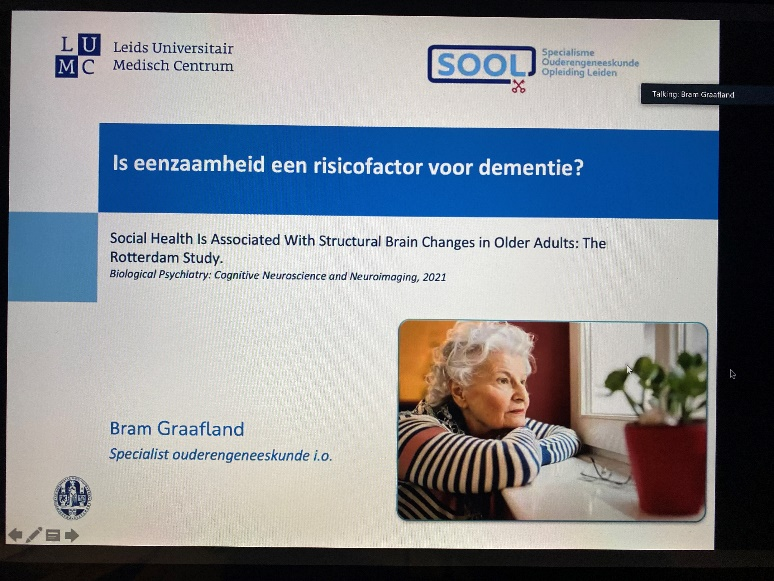 LUMC
Leids Universitair
Medisch Centrum
SOOL
Specialisme
Ouderengeneeskunde
Opleiding Leiden
Talking: Bram Graafland
Is eenzaamheid een risicofactor voor dementie?
Social Health Is Associated With Structural Brain Changes in Older Adults: The
Rotterdam Study.
Biological Psychiatry: Cognitive Neuroscience and Neuroimaging, 2021
Bram Graafland
Specialist ouderengeneeskunde i.o.